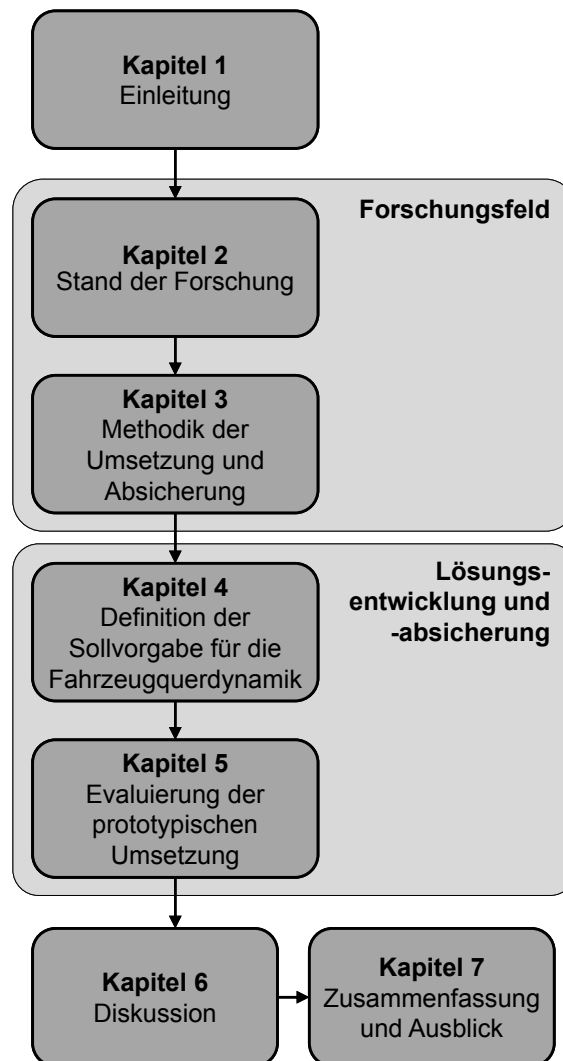 Kapitel 1
Einleitung
Forschungsfeld
Kapitel 2
Stand der Forschung
Kapitel 3
Methodik der
Umsetzung und
Absicherung
Lösungs-
entwicklung und
-absicherung
Kapitel 4
Definition der
Sollvorgabe für die
Fahrzeugquerdynamik
Kapitel 5
Evaluierung der
prototypischen
Umsetzung
Kapitel 6
Diskussion
Kapitel 7
Zusammenfassung
und Ausblick